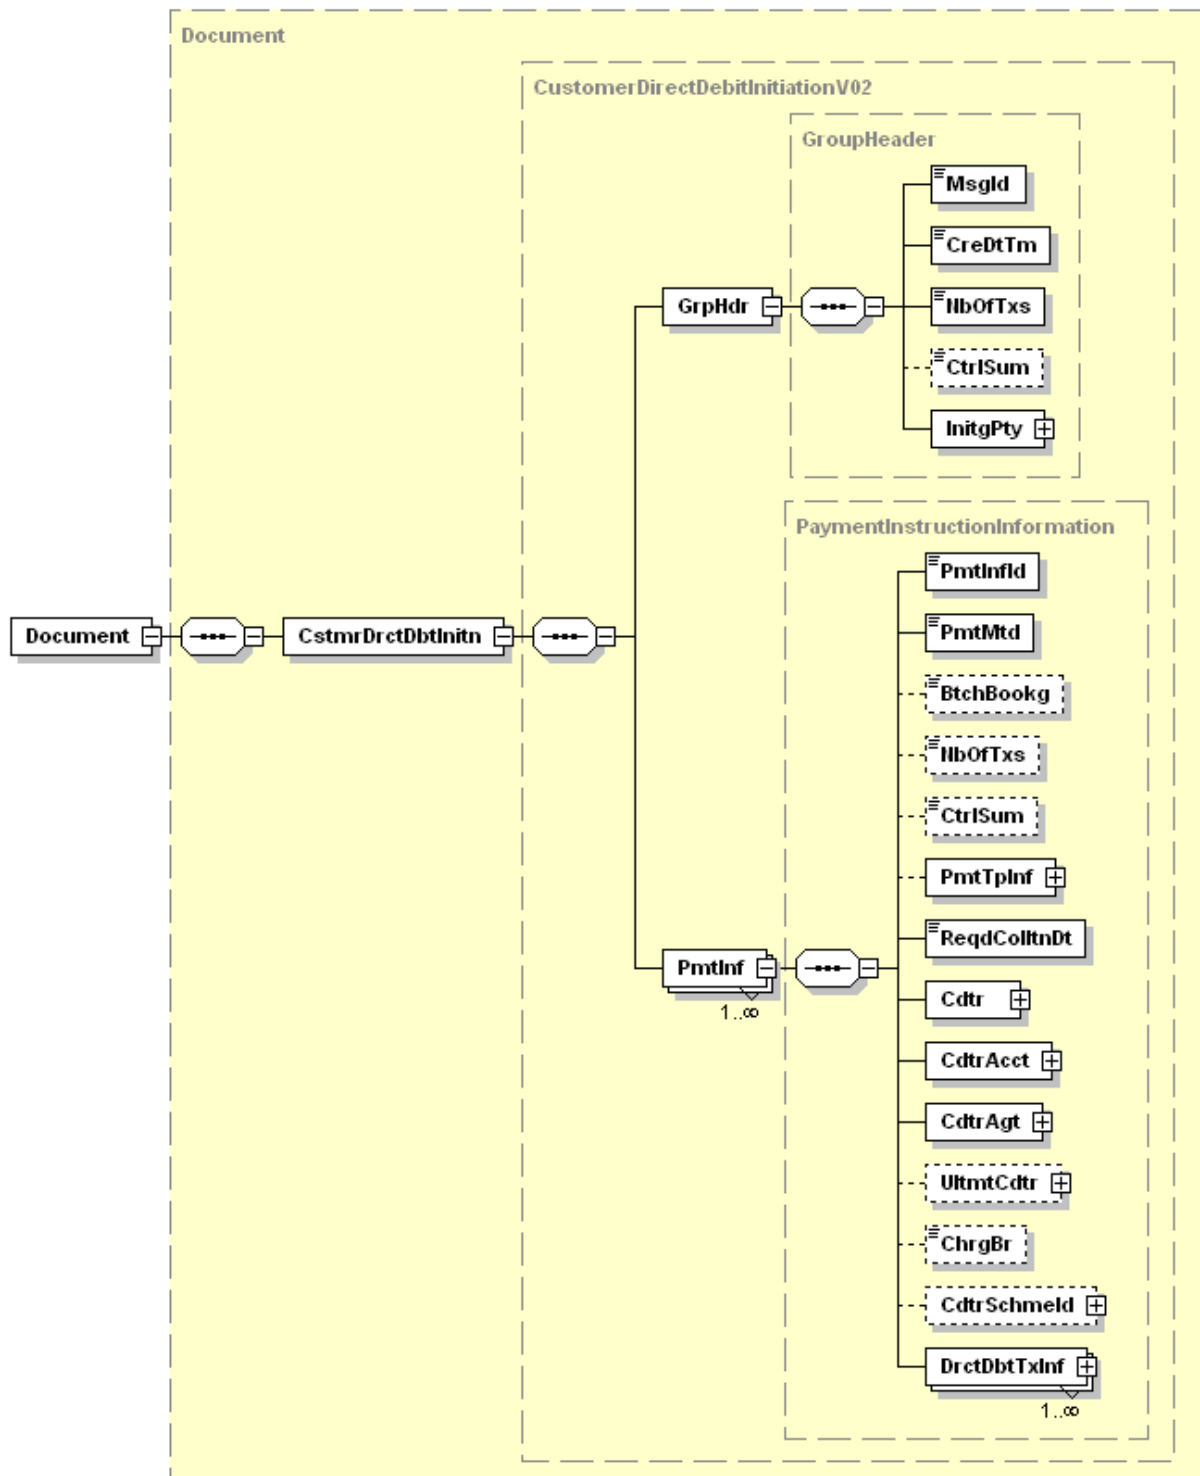 Document
CustomerDirectDebitInitiationV02
GroupHeader
MsgId
CreDtTm
GrpHdr
NbOfTxs
CtrlSum
InitgPty
PaymentInstructionInformation
PmtInfId
Document
CstmrDrctDbtInitn
PmtMtd
BtchBookg
NbOfTxs
CtrlSum
PmtTpInf
ReqdColltnDt
PmtInf
1..∞
Cdtr
CdtrAcct
CdtrAgt
UltmtCdtr
ChrgBr
CdtrSchmeId
DrctDbtTxInf
1..∞